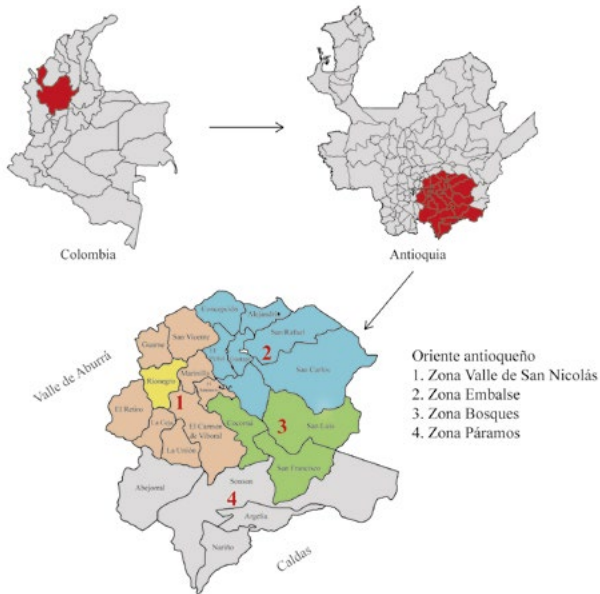 Colombia
Antioquia
Valle de Aburrá
Concepción
Alejandría
San Rafael
2
San Carlos
Guarne
San Vicente
Rionegro
Marinilla
El Retiro
1
La Ceja
El Carmen
de Viboral
La Unión
Cocorná
3
San Luis
San Francisco
Abejorral
Sonson
4
Argelia
Nariño
Caldas
Oriente antioqueño
1. Zona Valle de San Nicolás
2. Zona Embalse
3. Zona Bosques
4. Zona Páramos